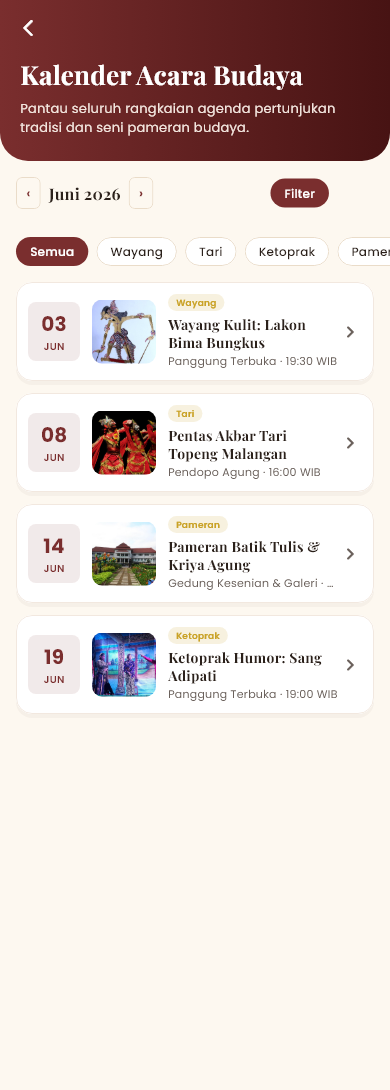 Kalender Acara Budaya
Pantau seluruh rangkaian agenda pertunjukan
tradisi dan seni pameran budaya.
‹ Juni 2026 › Filter
Semua Wayang Tari Ketoprak Pamer
03
JUN
Wayang
Wayang Kulit: Lakon
Bima Bungkus
Panggung Terbuka · 19:30 WIB
08
JUN
Tari
Pentas Akbar Tari
Topeng Malangan
Pendopo Agung · 16:00 WIB
14
JUN
Pameran
Pameran Batik Tulis &
Kriya Agung
Gedung Kesenian & Galeri · ...
19
JUN
Ketoprak
Ketoprak Humor: Sang
Adipati
Panggung Terbuka · 19:00 WIB